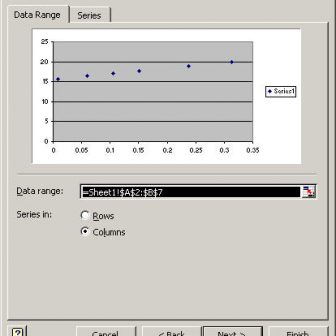 Data Range Series
25
20
15
10
5
0
0 0.05 0.1 0.15 0.2 0.25 0.3 0.35
Series1
Data range: =Sheet1!$A$2:$B$7
Series in: Rows
Columns
? Cancel < Back Next > Finish